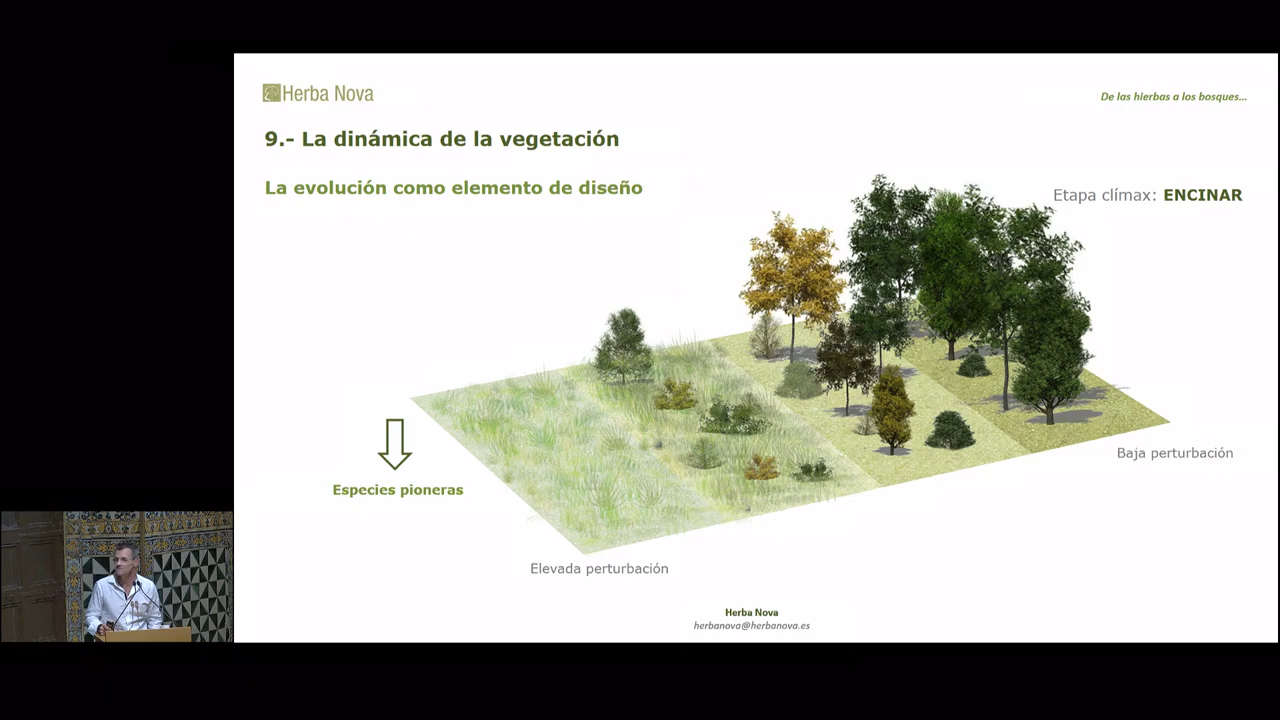 Herba Nova
De las hierbas a los bosques...
9.- La dinámica de la vegetación
La evolución como elemento de diseño
Etapa clímax: ENCINAR
Especies pioneras
Baja perturbación
Elevada perturbación
Herba Nova
herbanova@herbanova.es